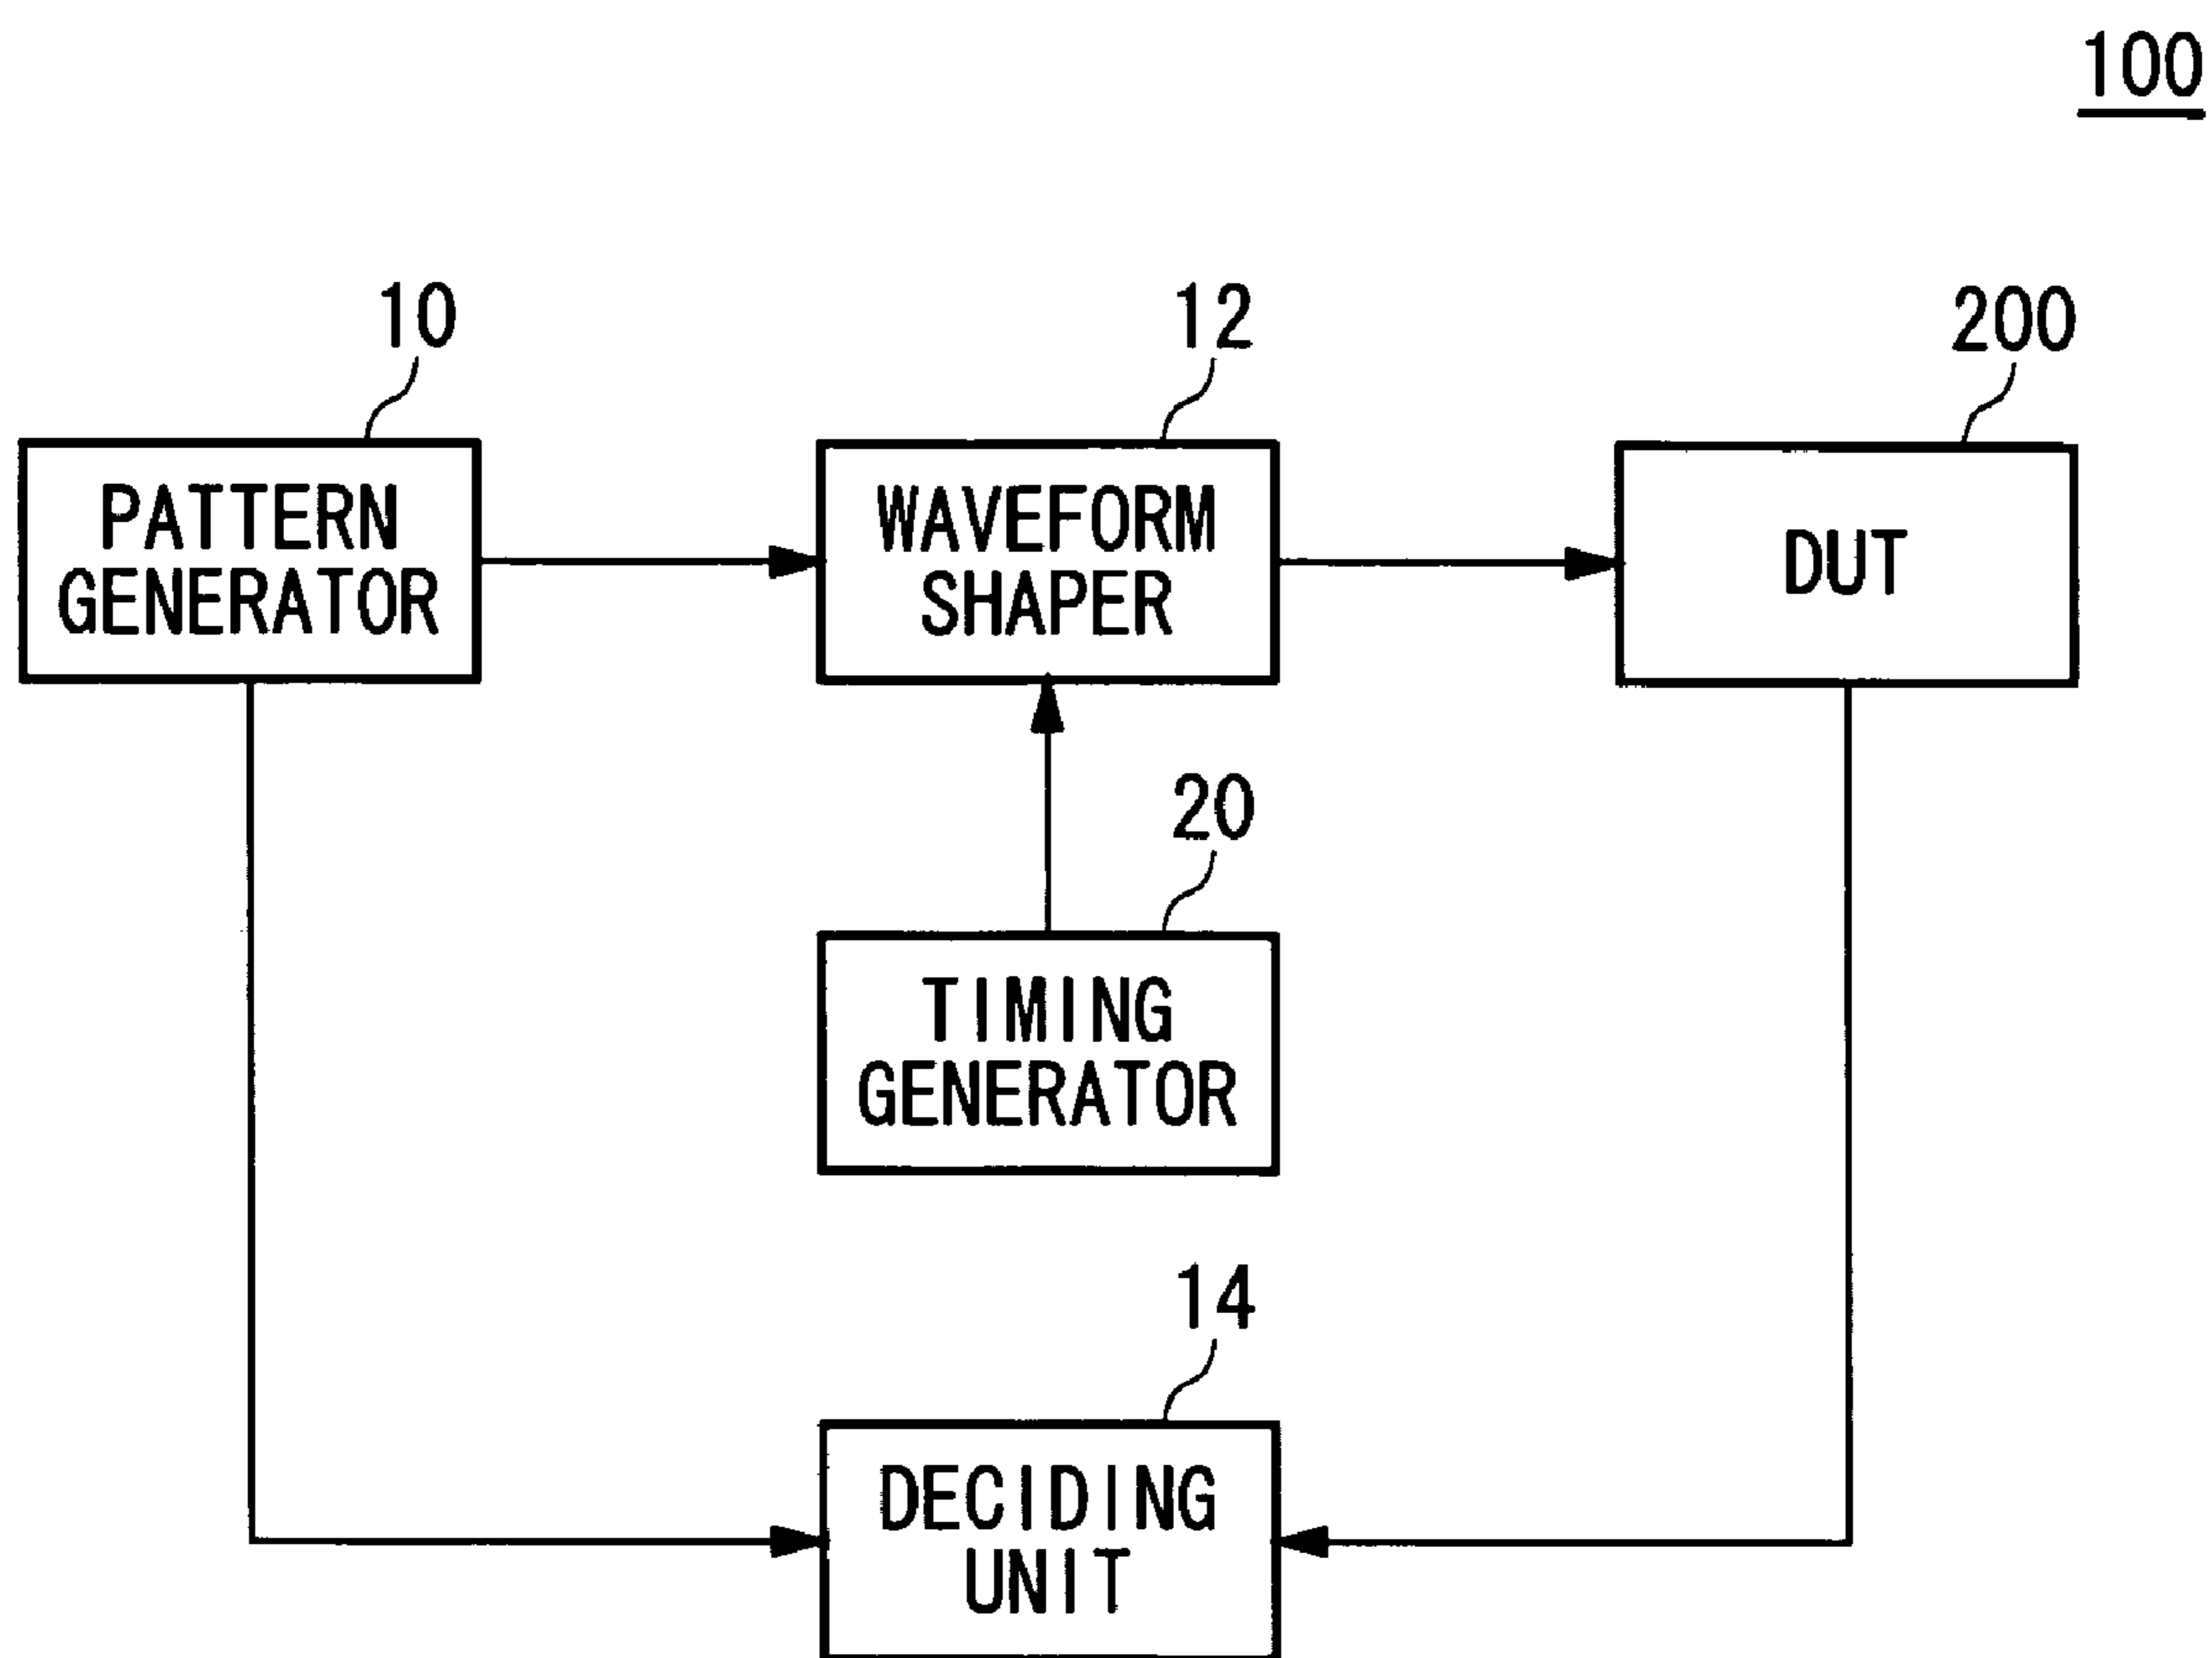 100
10
12
200
PATTERN
GENERATOR
WAVEFORM
SHAPER
DUT
20
TIMING
GENERATOR
14
DECIDING
UNIT